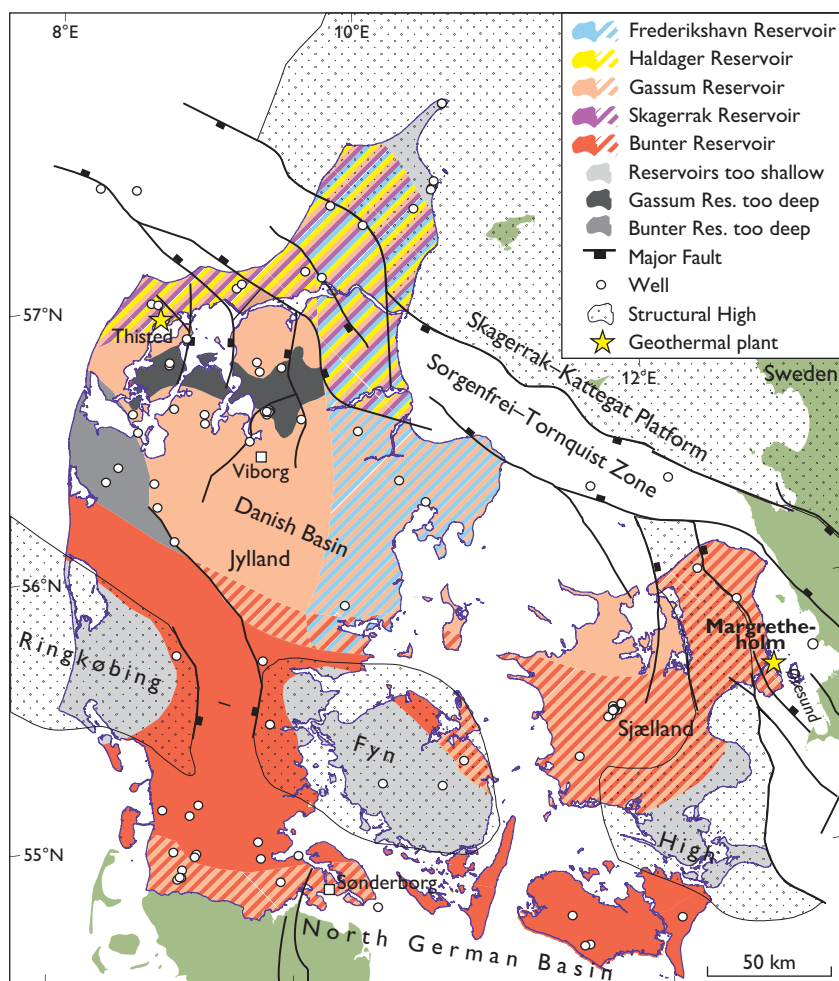 8°E
10°E
Frederikshavn Reservoir
Haldager Reservoir
Gassum Reservoir
Skagerrak Reservoir
Bunter Reservoir
Reservoirs too shallow
Gassum Res. too deep
Bunter Res. too deep
Major Fault
Well
Structural High
Geothermal plant
57°N
Thisted
12°E
Sweden
Skagerrak–Kattegat Platform
Sorgenfrei–Tornquist Zone
Viborg
Danish Basin
Jylland
56°N
Ringkøbing
Margrethe-
holm
Øresund
Sjælland
Fyn
High
55°N
Sønderborg
North German Basin
50 km